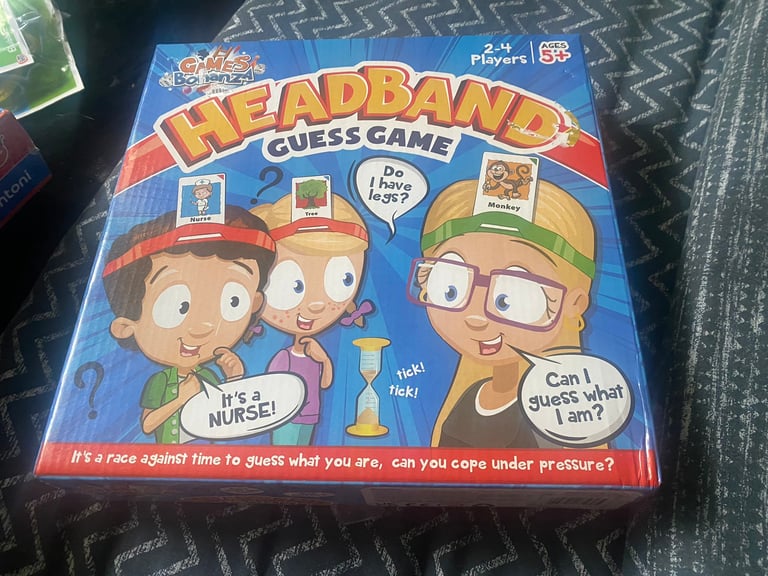 GAMES
Bonanza
2-4
Players
AGES
5+
HEADBAND
GUESS GAME
Do
I have
legs?
Nurse
Tree
Monkey
?
?
tick!
tick!
It's a
NURSE!
Can I
guess what
I am?
It's a race against time to guess what you are, can you cope under pressure?
ntoni